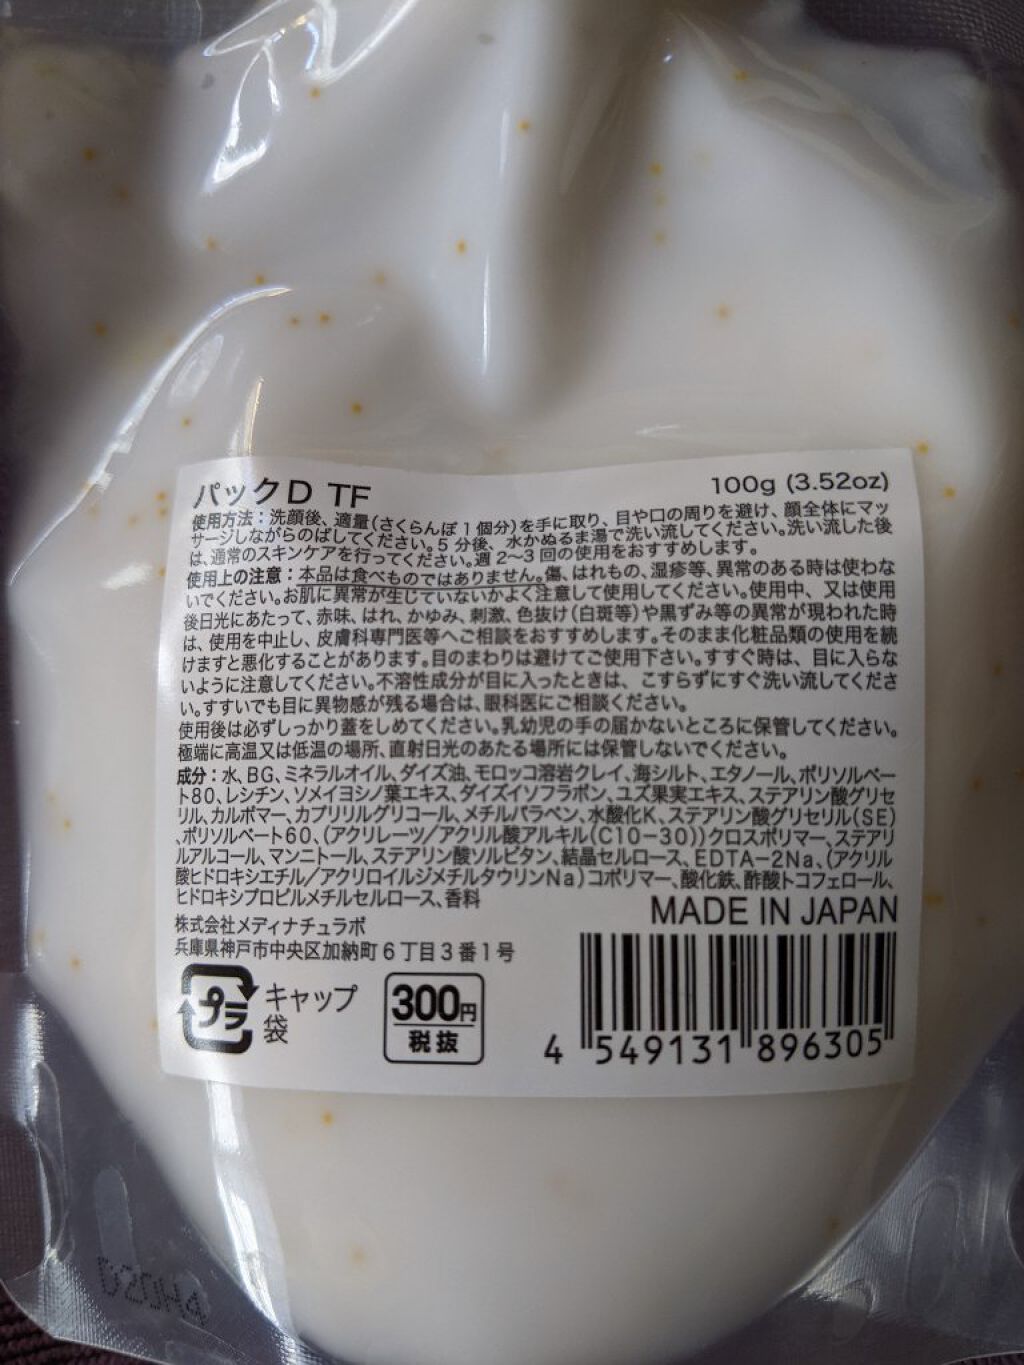 パックD TF
100g (3.52oz)
使用方法：洗顔後、適量(さくらんぼ1個分)を手に取り、目や口の周りを避け、顔全体にマッ
サージしながらのばしてください。5分後、水かぬるま湯で洗い流してください。洗い流した後
は、通常のスキンケアを行ってください。週2〜3回の使用をおすすめします。
使用上の注意：本品は食べものではありません。傷、はれもの、湿疹等、異常のある時は使わな
いでください。お肌に異常が生じていないかよく注意して使用してください。使用中、又は使用
後日光にあたって、赤味、はれ、かゆみ、刺激、色抜け(白斑等)や黒ずみ等の異常が現われた時
は、使用を中止し、皮膚科専門医等へご相談をおすすめします。そのまま化粧品類の使用を続
けますと悪化することがあります。目のまわりは避けてご使用下さい。すすぐ時は、目に入らな
いように注意してください。不溶性成分が目に入ったときは、こすらずにすぐ洗い流してくださ
い。すすいでも目に異物感が残る場合は、眼科医にご相談ください。
使用後は必ずしっかり蓋をしめてください。乳幼児の手の届かないところに保管してください。
極端に高温又は低温の場所、直射日光のあたる場所には保管しないでください。
成分：水、BG、ミネラルオイル、ダイズ油、モロッコ溶岩クレイ、海シルト、エタノール、ポリソルベー
ト80、レシチン、ソメイヨシノ葉エキス、ダイズイソフラボン、ユズ果実エキス、ステアリン酸グリセ
リル、カルボマー、カプリリルグリコール、メチルパラベン、水酸化K、ステアリン酸グリセリル(SE)
、ポリソルベート60、(アクリレーツ/アクリル酸アルキル(C10-30))クロスポリマー、ステアリ
ルアルコール、マンニトール、ステアリン酸ソルビタン、結晶セルロース、EDTA-2Na、(アクリル
酸ヒドロキシエチル/アクリロイルジメチルタウリンNa)コポリマー、酸化鉄、酢酸トコフェロール、
ヒドロキシプロピルメチルセルロース、香料
MADE IN JAPAN
株式会社メディナチュラボ
兵庫県神戸市中央区加納町6丁目3番1号
プラ
キャップ
袋
300円
税抜
4 549131 896305
D20H4